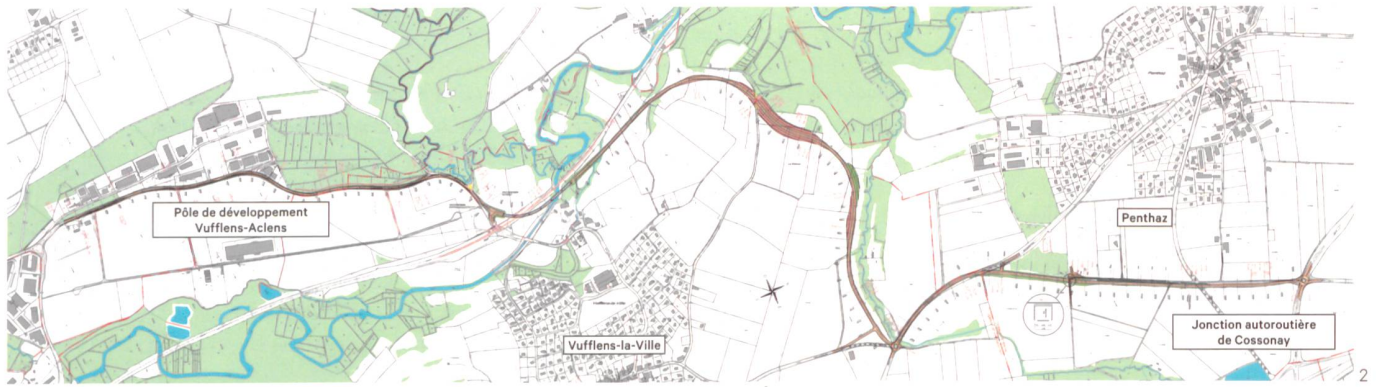 Pôle de développement
Vufflens-Aclens
Vufflens-la-Ville
Penthaz
Jonction autoroutière
de Cossonay
2